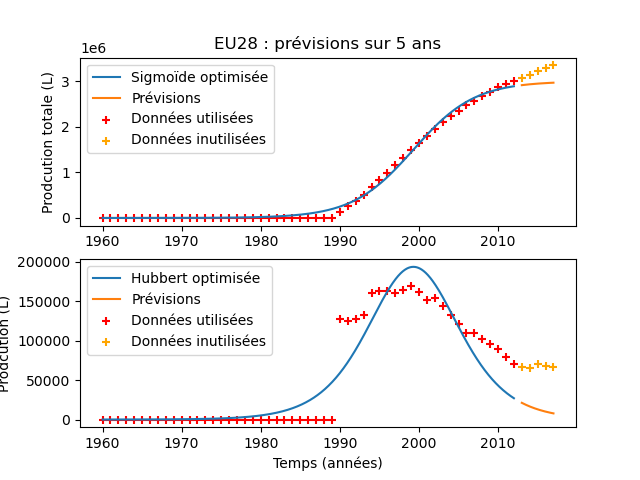 EU28 : prévisions sur 5 ans
1e6
Prodcution totale (L)
3
2
1
0
Sigmoïde optimisée
Prévisions
Données utilisées
Données inutilisées
1960 1970 1980 1990 2000 2010
Prodcution (L)
200000
150000
100000
50000
0
Hubbert optimisée
Prévisions
Données utilisées
Données inutilisées
1960 1970 1980 1990 2000 2010
Temps (années)